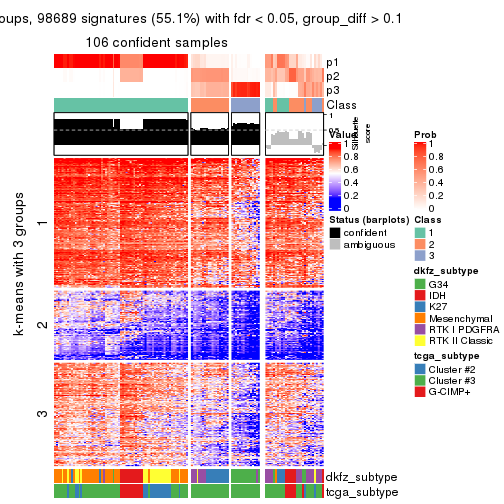 oups, 98689 signatures (55.1%) with fdr < 0.05, group_diff > 0.1
106 confident samples
p1
p2
p3
Class
1
0
Silhouette
score
k-means with 3 groups
1
2
3
dkfz_subtype
tcga_subtype
Value
1
0.8
0.6
0.4
0.2
0
Prob
1
0.8
0.6
0.4
0.2
0
Status (barplots)
confident
ambiguous
Class
1
2
3
dkfz_subtype
G34
IDH
K27
Mesenchymal
RTK I PDGFRA
RTK II Classic
tcga_subtype
Cluster #2
Cluster #3
G-CIMP+